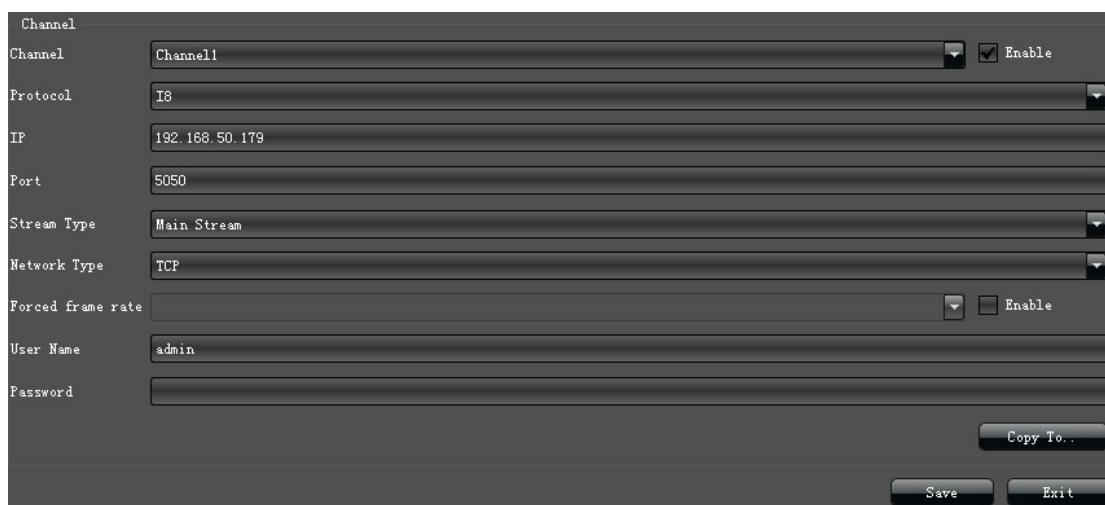 Channel
Channel Channel1 Enable
Protocol I8
IP 192.168.50.179
Port 5050
Stream Type Main Stream
Network Type TCP
Forced frame rate Enable
User Name admin
Password
Copy To..
Save Exit